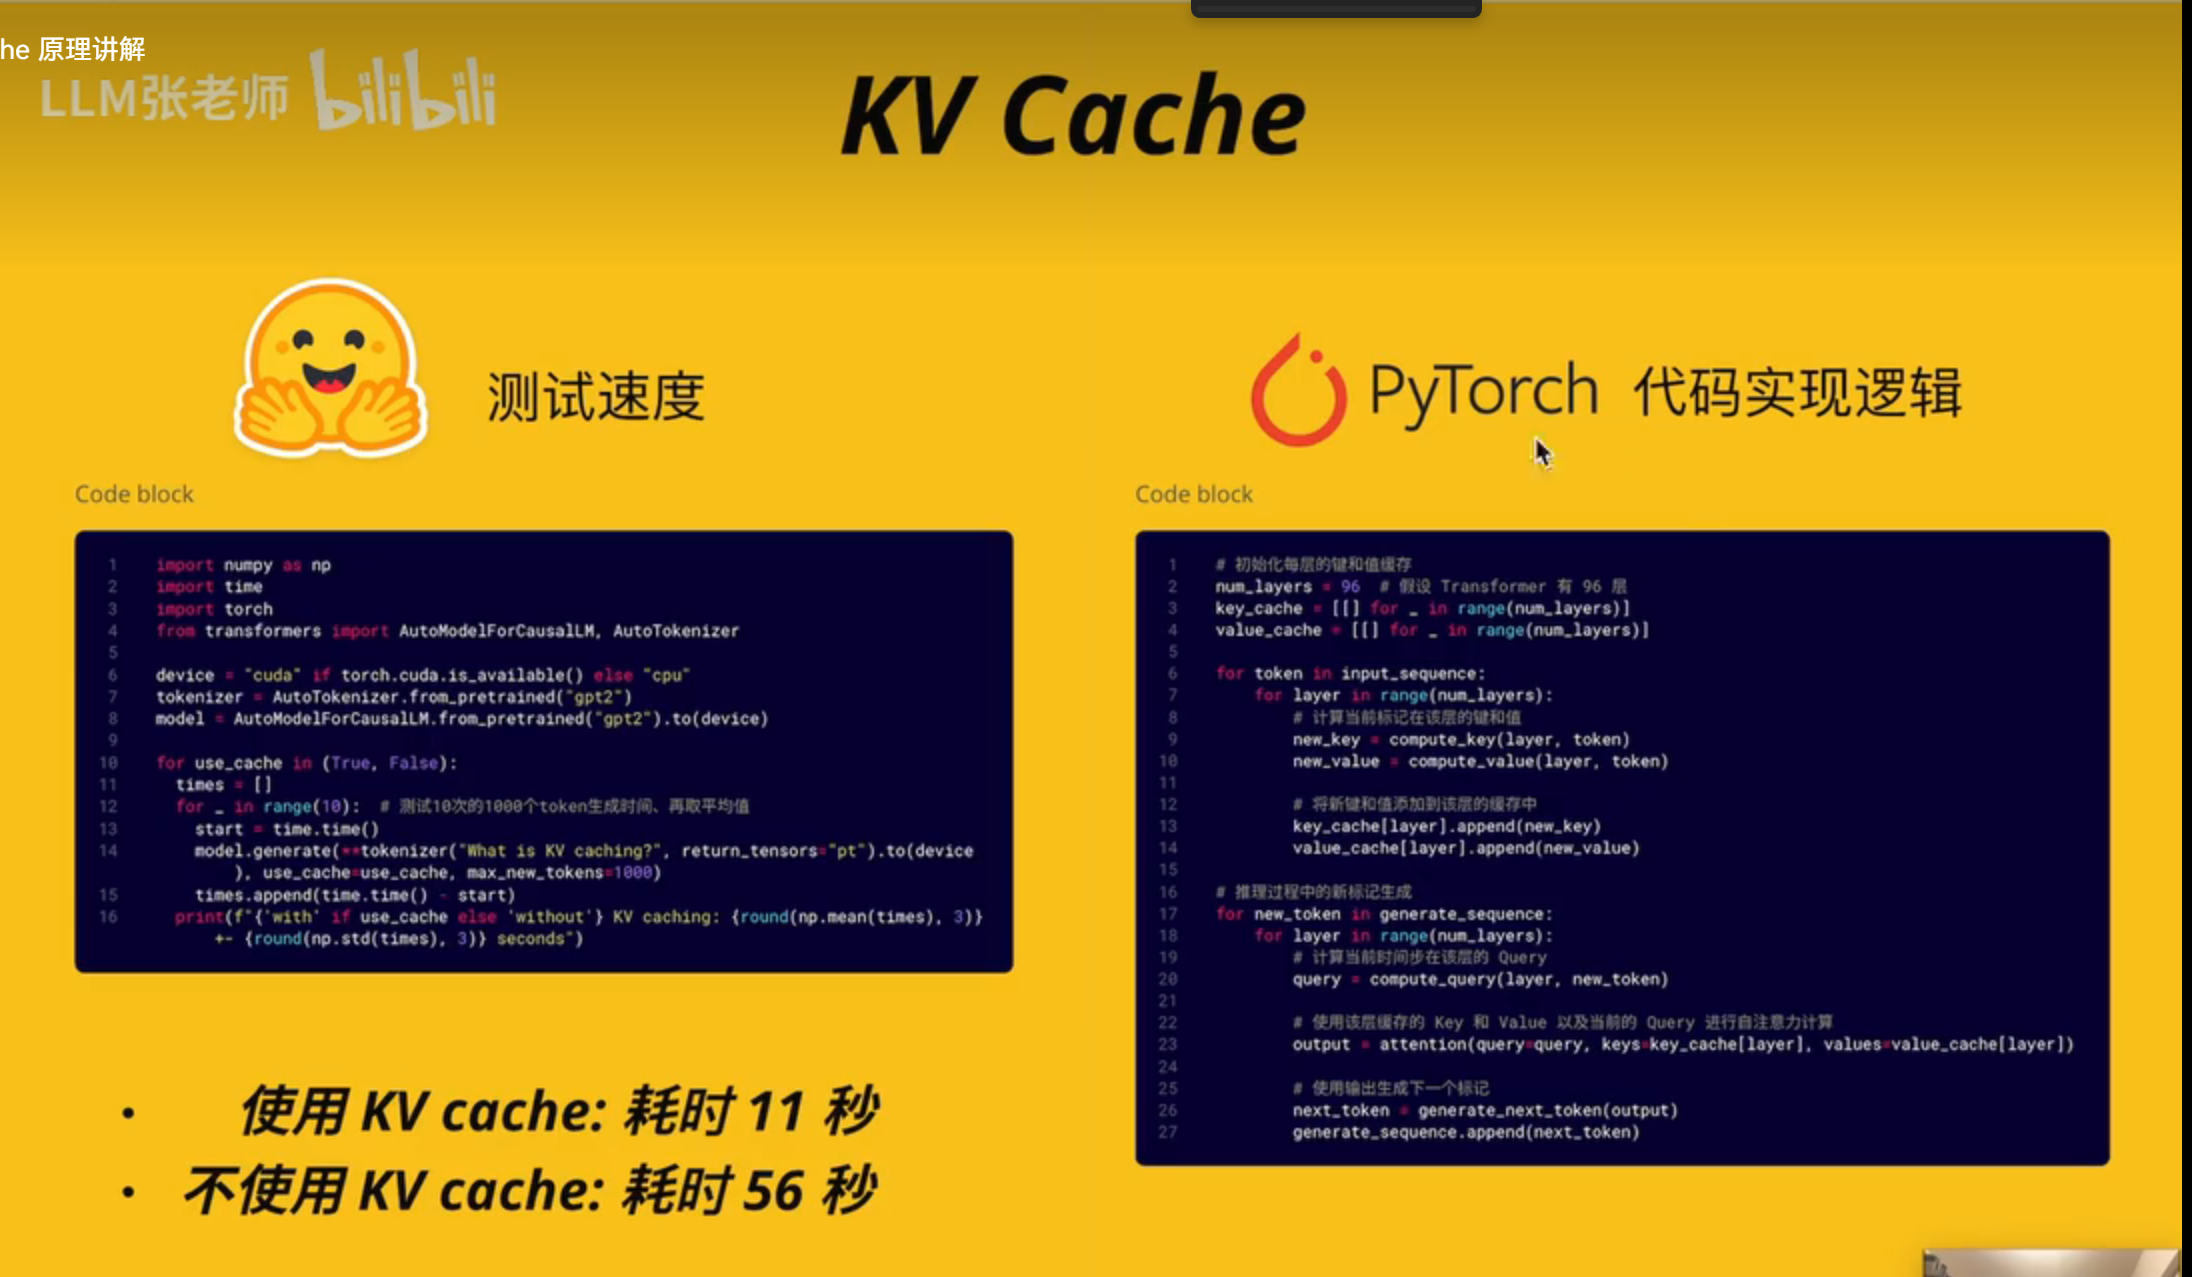 he 原理讲解
LLM张老师 bilibili
KV Cache
测试速度
Code block
1 import numpy as np
2 import time
3 import torch
4 from transformers import AutoModelForCausalLM, AutoTokenizer
5
6 device = "cuda" if torch.cuda.is_available() else "cpu"
7 tokenizer = AutoTokenizer.from_pretrained("gpt2")
8 model = AutoModelForCausalLM.from_pretrained("gpt2").to(device)
9
10 for use_cache in (True, False):
11 times = []
12 for _ in range(10): # 测试10次的1000个token生成时间、再取平均值
13 start = time.time()
14 model.generate(**tokenizer("What is KV caching?", return_tensors="pt").to(device
), use_cache=use_cache, max_new_tokens=1000)
15 times.append(time.time() - start)
16 print(f"{'with' if use_cache else 'without'} KV caching: {round(np.mean(times), 3)}
+- {round(np.std(times), 3)} seconds")
• 使用 KV cache: 耗时 11 秒
• 不使用 KV cache: 耗时 56 秒
PyTorch 代码实现逻辑
Code block
1 # 初始化每层的键和值缓存
2 num_layers = 96 # 假设 Transformer 有 96 层
3 key_cache = [[] for _ in range(num_layers)]
4 value_cache = [[] for _ in range(num_layers)]
5
6 for token in input_sequence:
7 for layer in range(num_layers):
8 # 计算当前标记在该层的键和值
9 new_key = compute_key(layer, token)
10 new_value = compute_value(layer, token)
11
12 # 将新键和值添加到该层的缓存中
13 key_cache[layer].append(new_key)
14 value_cache[layer].append(new_value)
15
16 # 推理过程中的新标记生成
17 for new_token in generate_sequence:
18 for layer in range(num_layers):
19 # 计算当前时间步在该层的 Query
20 query = compute_query(layer, new_token)
21
22 # 使用该层缓存的 Key 和 Value 以及当前的 Query 进行自注意力计算
23 output = attention(query=query, keys=key_cache[layer], values=value_cache[layer])
24
25 # 使用输出生成下一个标记
26 next_token = generate_next_token(output)
27 generate_sequence.append(next_token)